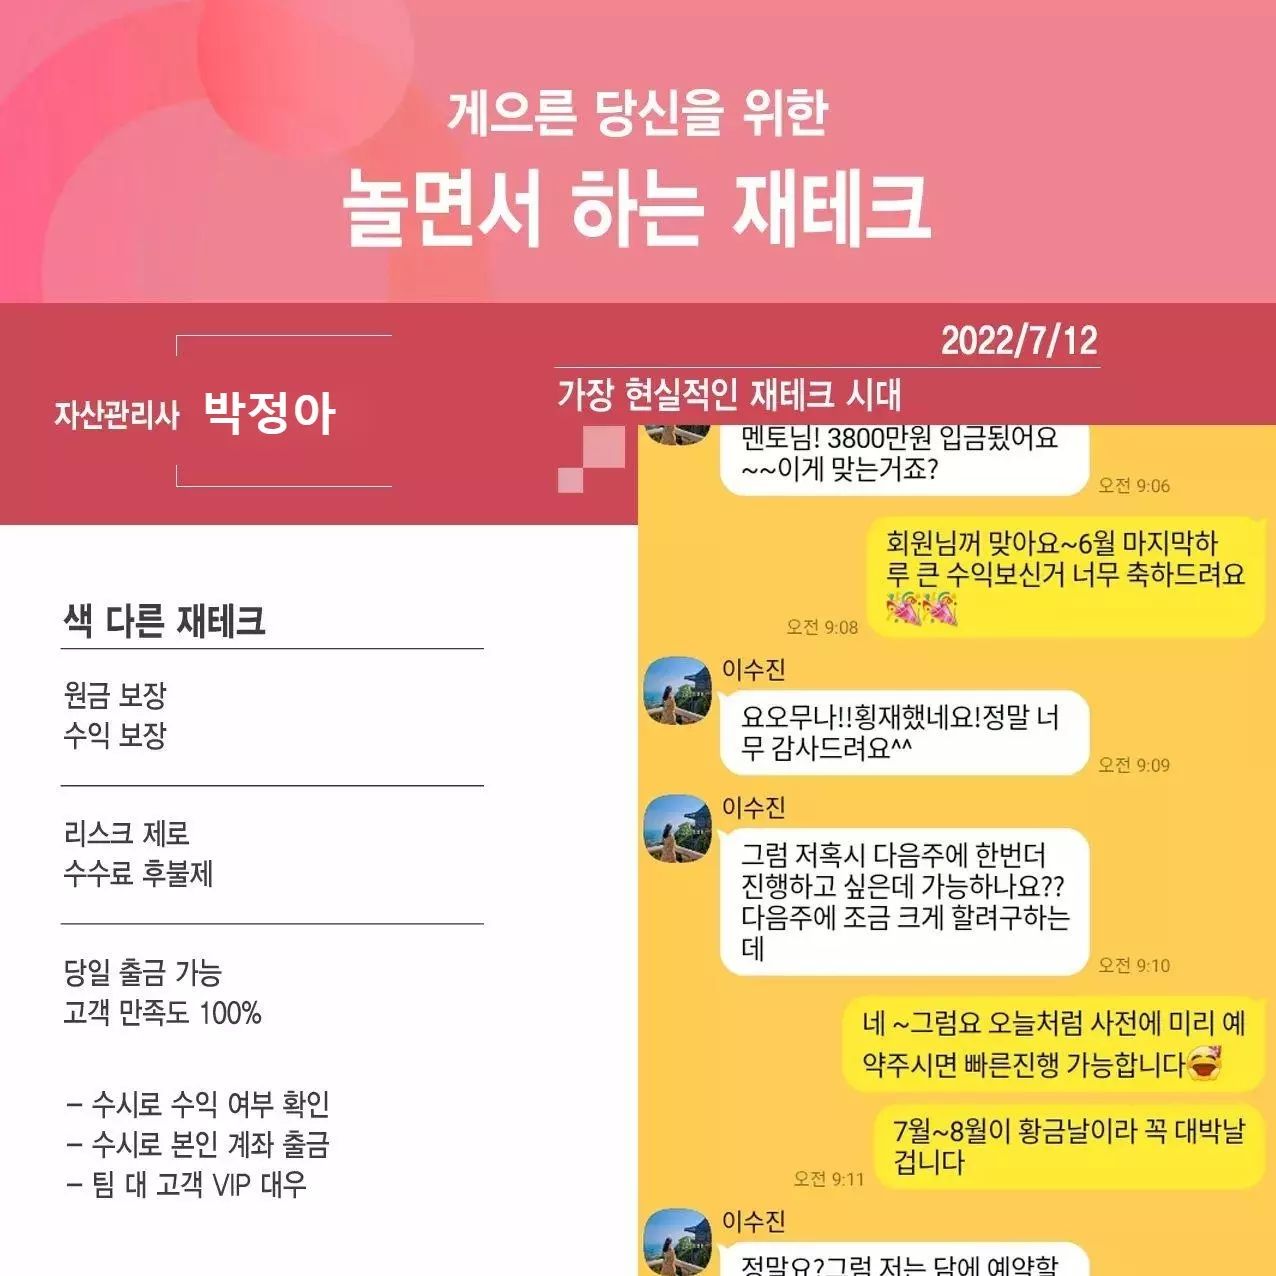 게으른 당신을 위한
놀면서 하는 재테크
자산관리사 박정아
2022/7/12
가장 현실적인 재테크 시대
색 다른 재테크
원금 보장
수익 보장
리스크 제로
수수료 후불제
당일 출금 가능
고객 만족도 100%
- 수시로 수익 여부 확인
- 수시로 본인 계좌 출금
- 팀 대 고객 VIP 대우
멘토님! 3800만원 입금됬어요
~~이게 맞는거죠?
오전 9:06
회원님꺼 맞아요~6월 마지막하
루 큰 수익보신거 너무 축하드려요
오전 9:08
이수진
요오무나!!횡재했네요!정말 너
무 감사드려요^^
오전 9:09
이수진
그럼 저혹시 다음주에 한번더
진행하고 싶은데 가능하나요??
다음주에 조금 크게 할려구하는
데
오전 9:10
네 ~그럼요 오늘처럼 사전에 미리 예
약주시면 빠른진행 가능합니다
7월~8월이 황금날이라 꼭 대박날
겁니다
오전 9:11
이수진
정말요?그럼 저는 담에 예약할